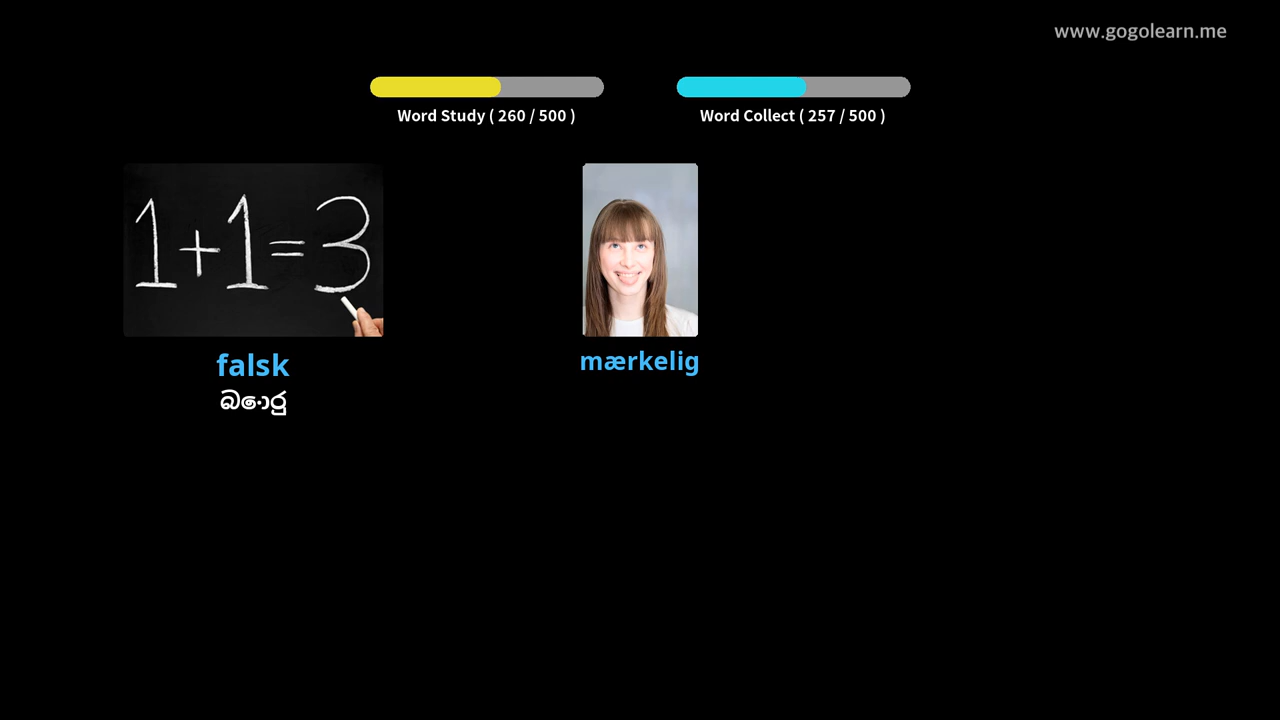 www.gogolearn.me
Word Study ( 260 / 500 )
Word Collect ( 257 / 500 )
1+1=3
falsk
බොරු
mærkelig